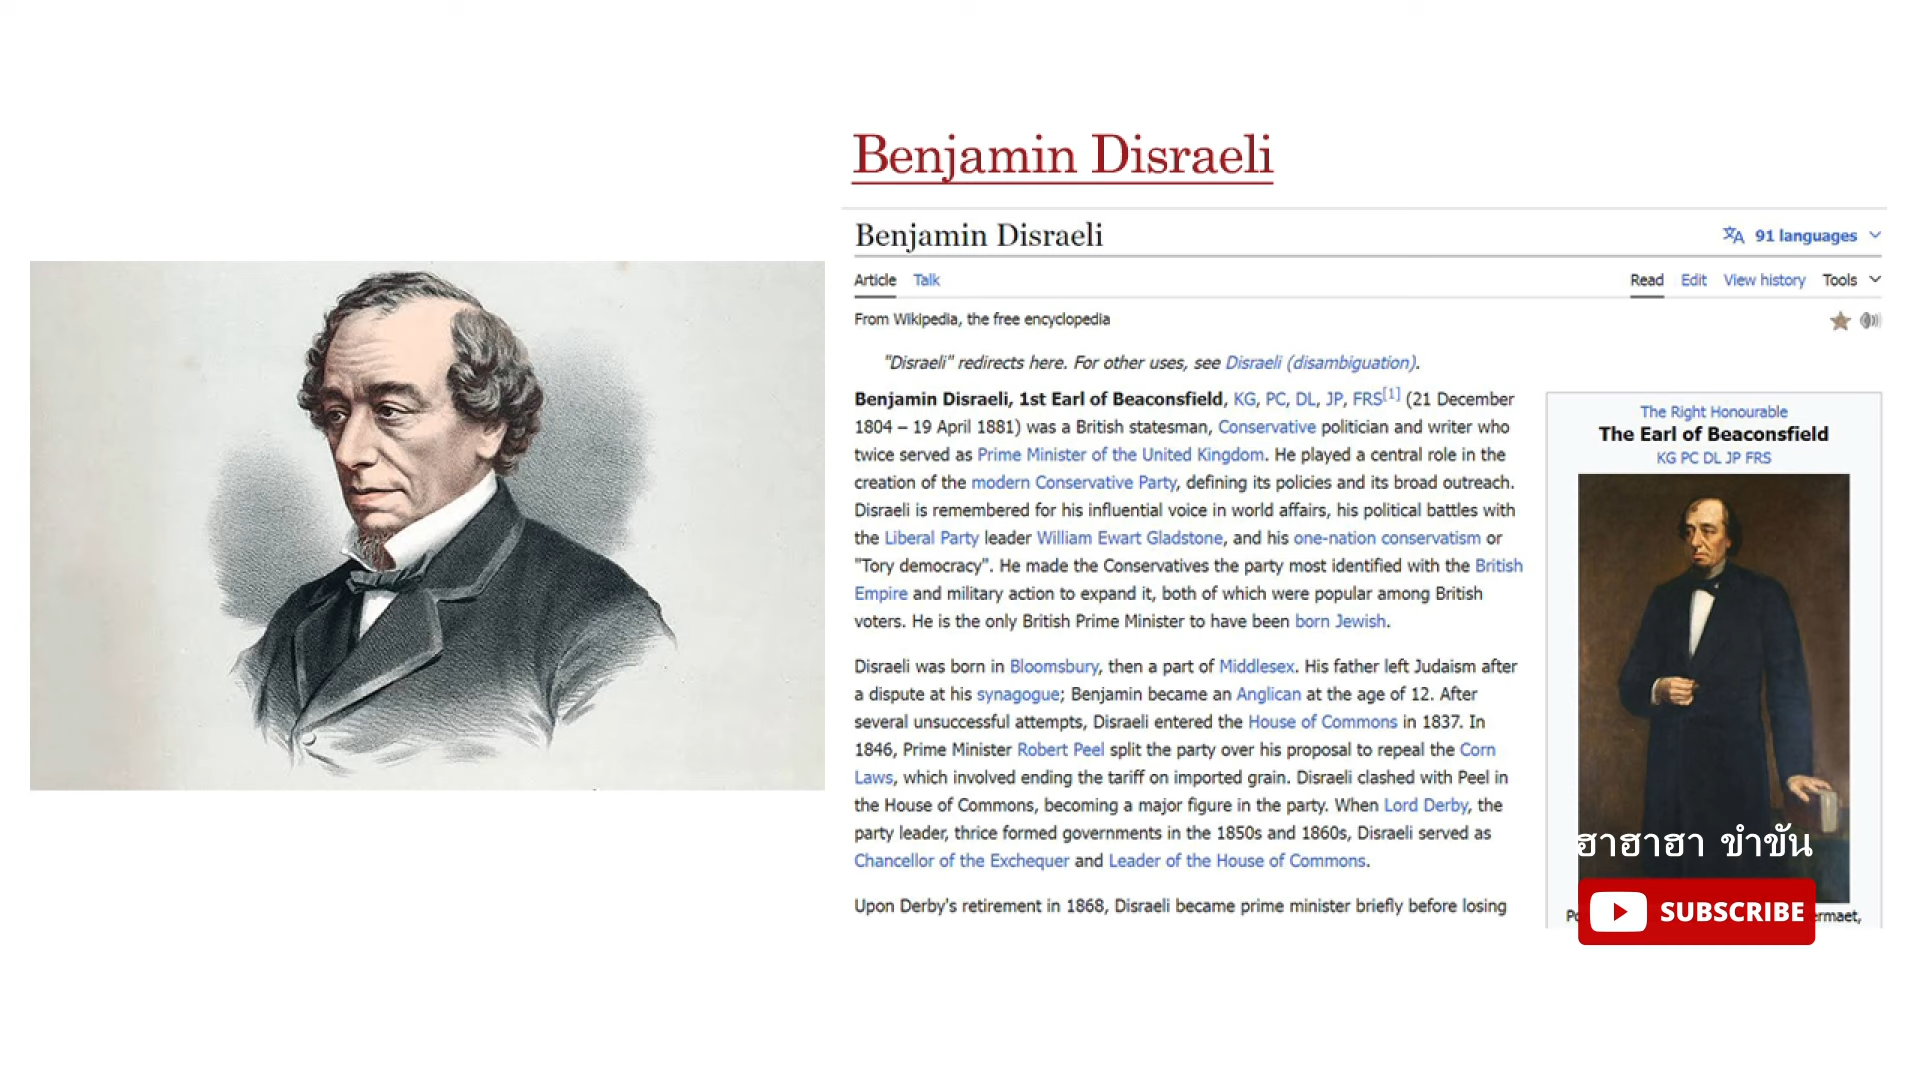 Benjamin Disraeli
Benjamin Disraeli
91 languages
Article Talk
Read Edit View history Tools
From Wikipedia, the free encyclopedia
"Disraeli" redirects here. For other uses, see Disraeli (disambiguation).
Benjamin Disraeli, 1st Earl of Beaconsfield, KG, PC, DL, JP, FRS[1] (21 December
1804 – 19 April 1881) was a British statesman, Conservative politician and writer who
twice served as Prime Minister of the United Kingdom. He played a central role in the
creation of the modern Conservative Party, defining its policies and its broad outreach.
Disraeli is remembered for his influential voice in world affairs, his political battles with
the Liberal Party leader William Ewart Gladstone, and his one-nation conservatism or
"Tory democracy". He made the Conservatives the party most identified with the British
Empire and military action to expand it, both of which were popular among British
voters. He is the only British Prime Minister to have been born Jewish.
Disraeli was born in Bloomsbury, then a part of Middlesex. His father left Judaism after
a dispute at his synagogue; Benjamin became an Anglican at the age of 12. After
several unsuccessful attempts, Disraeli entered the House of Commons in 1837. In
1846, Prime Minister Robert Peel split the party over his proposal to repeal the Corn
Laws, which involved ending the tariff on imported grain. Disraeli clashed with Peel in
the House of Commons, becoming a major figure in the party. When Lord Derby, the
party leader, thrice formed governments in the 1850s and 1860s, Disraeli served as
Chancellor of the Exchequer and Leader of the House of Commons.
Upon Derby's retirement in 1868, Disraeli became prime minister briefly before losing
The Right Honourable
The Earl of Beaconsfield
KG PC DL JP FRS
ฮาฮาฮา ขำขัน
SUBSCRIBE